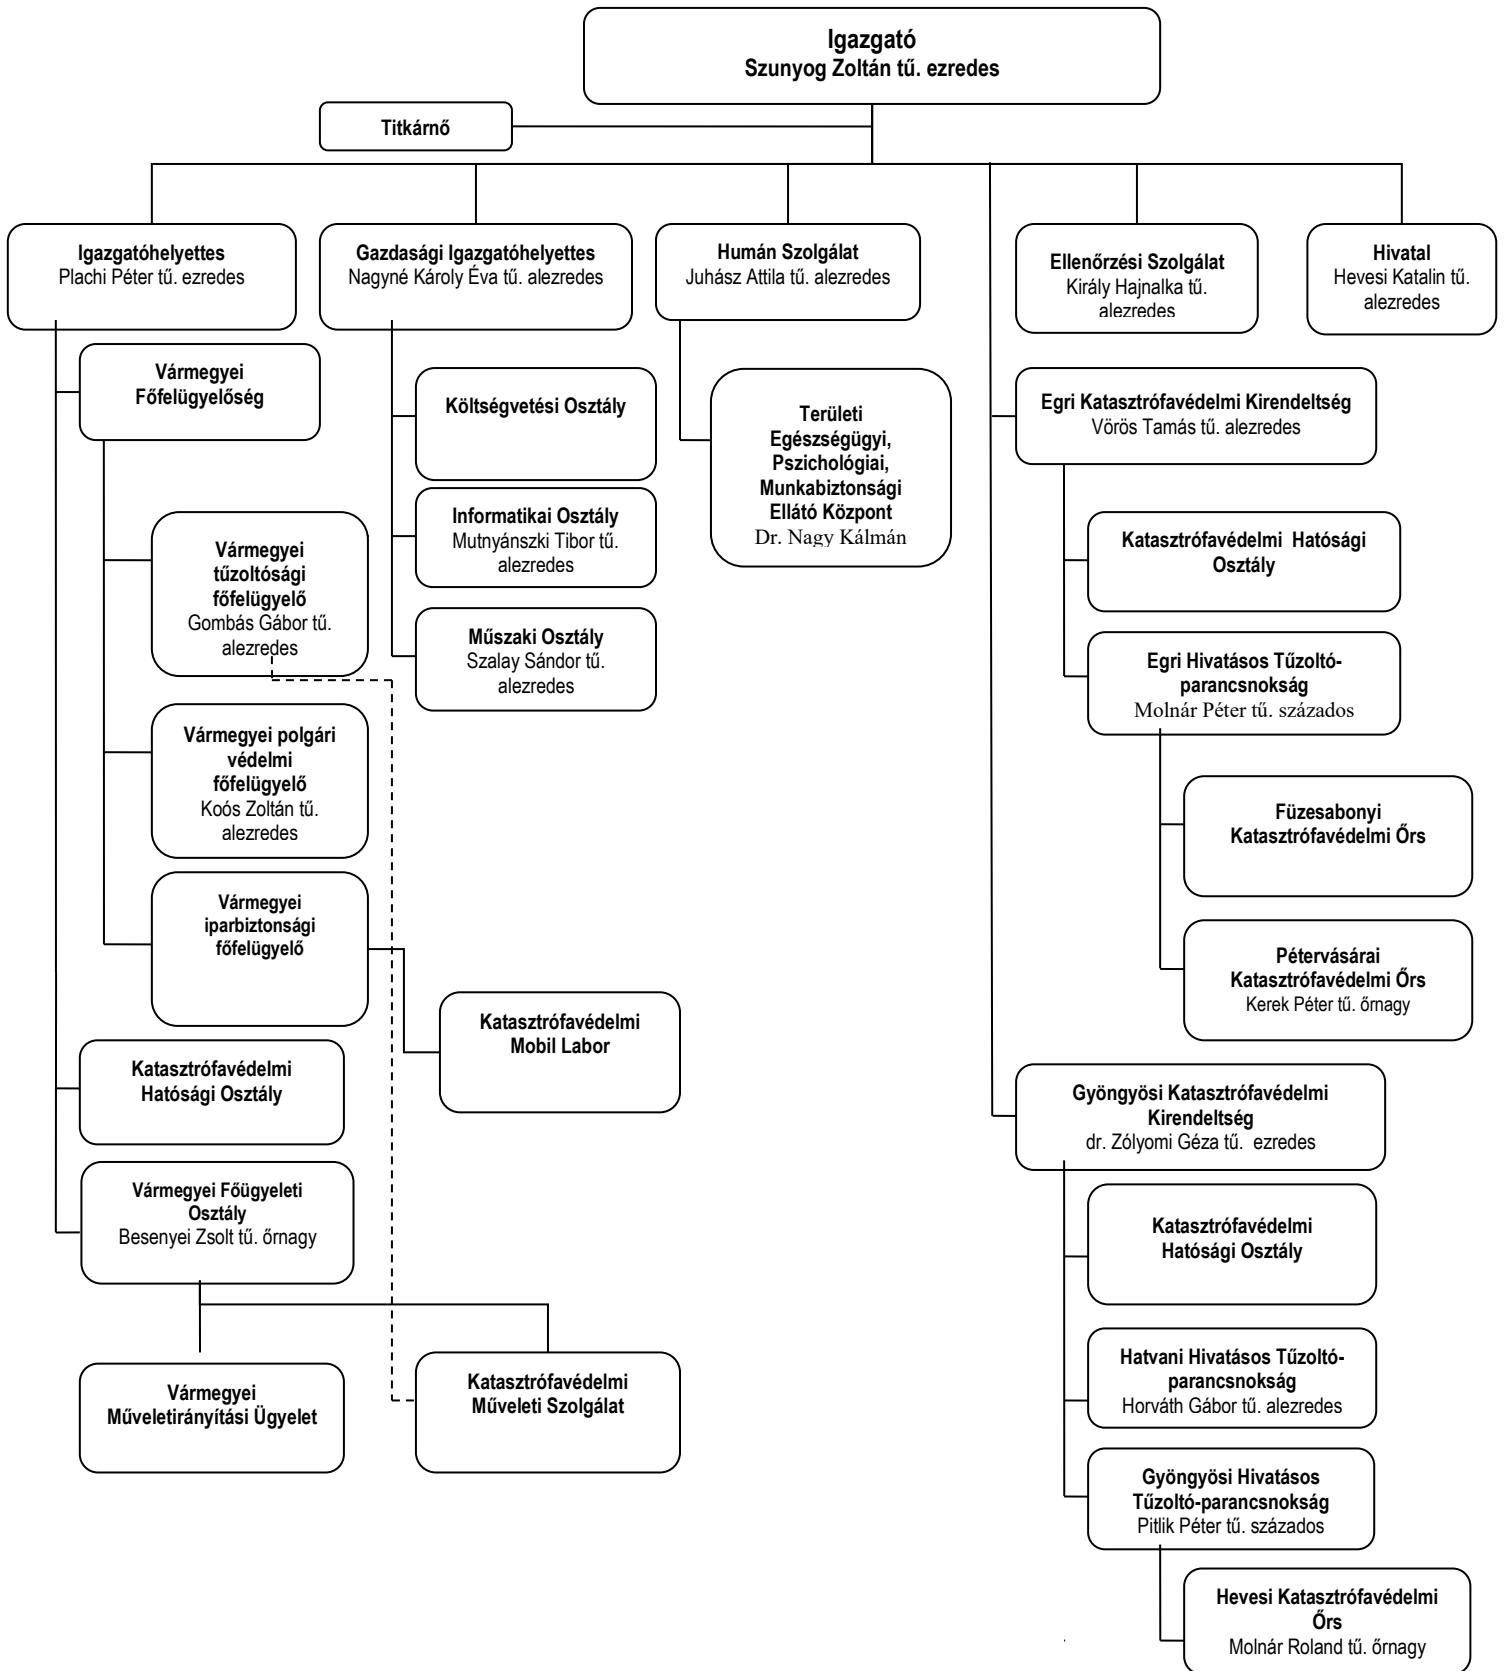 Igazgató
Szunyog Zoltán tű. ezredes
Titkárnő
Igazgatóhelyettes
Plachi Péter tű. ezredes
Gazdasági Igazgatóhelyettes
Nagyné Károly Éva tű. alezredes
Humán Szolgálat
Juhász Attila tű. alezredes
Ellenőrzési Szolgálat
Király Hajnalka tű.
alezredes
Hivatal
Hevesi Katalin tű.
alezredes
Vármegyei
Főfelügyelőség
Vármegyei
tűzoltósági
főfelügyelő
Gombás Gábor tű.
alezredes
Vármegyei polgári
védelmi
főfelügyelő
Koós Zoltán tű.
alezredes
Vármegyei
iparbiztonsági
főfelügyelő
Katasztrófavédelmi
Mobil Labor
Katasztrófavédelmi
Hatósági Osztály
Vármegyei Főügyeleti
Osztály
Besenyei Zsolt tű. őrnagy
Vármegyei
Műveletirányítási Ügyelet
Katasztrófavédelmi
Műveleti Szolgálat
Költségvetési Osztály
Informatikai Osztály
Mutnyánszki Tibor tű.
alezredes
Műszaki Osztály
Szalay Sándor tű.
alezredes
Területi
Egészségügyi,
Pszichológiai,
Munkabiztonsági
Ellátó Központ
Dr. Nagy Kálmán
Egri Katasztrófavédelmi Kirendeltség
Vörös Tamás tű. alezredes
Katasztrófavédelmi Hatósági
Osztály
Egri Hivatásos Tűzoltó-
parancsnokság
Molnár Péter tű. százados
Füzesabonyi
Katasztrófavédelmi Őrs
Pétervásárai
Katasztrófavédelmi Őrs
Kerek Péter tű. őrnagy
Gyöngyösi Katasztrófavédelmi
Kirendeltség
dr. Zólyomi Géza tű. ezredes
Katasztrófavédelmi
Hatósági Osztály
Hatvani Hivatásos Tűzoltó-
parancsnokság
Horváth Gábor tű. alezredes
Gyöngyösi Hivatásos
Tűzoltó-parancsnokság
Pitlik Péter tű. százados
Hevesi Katasztrófavédelmi
Őrs
Molnár Roland tű. őrnagy